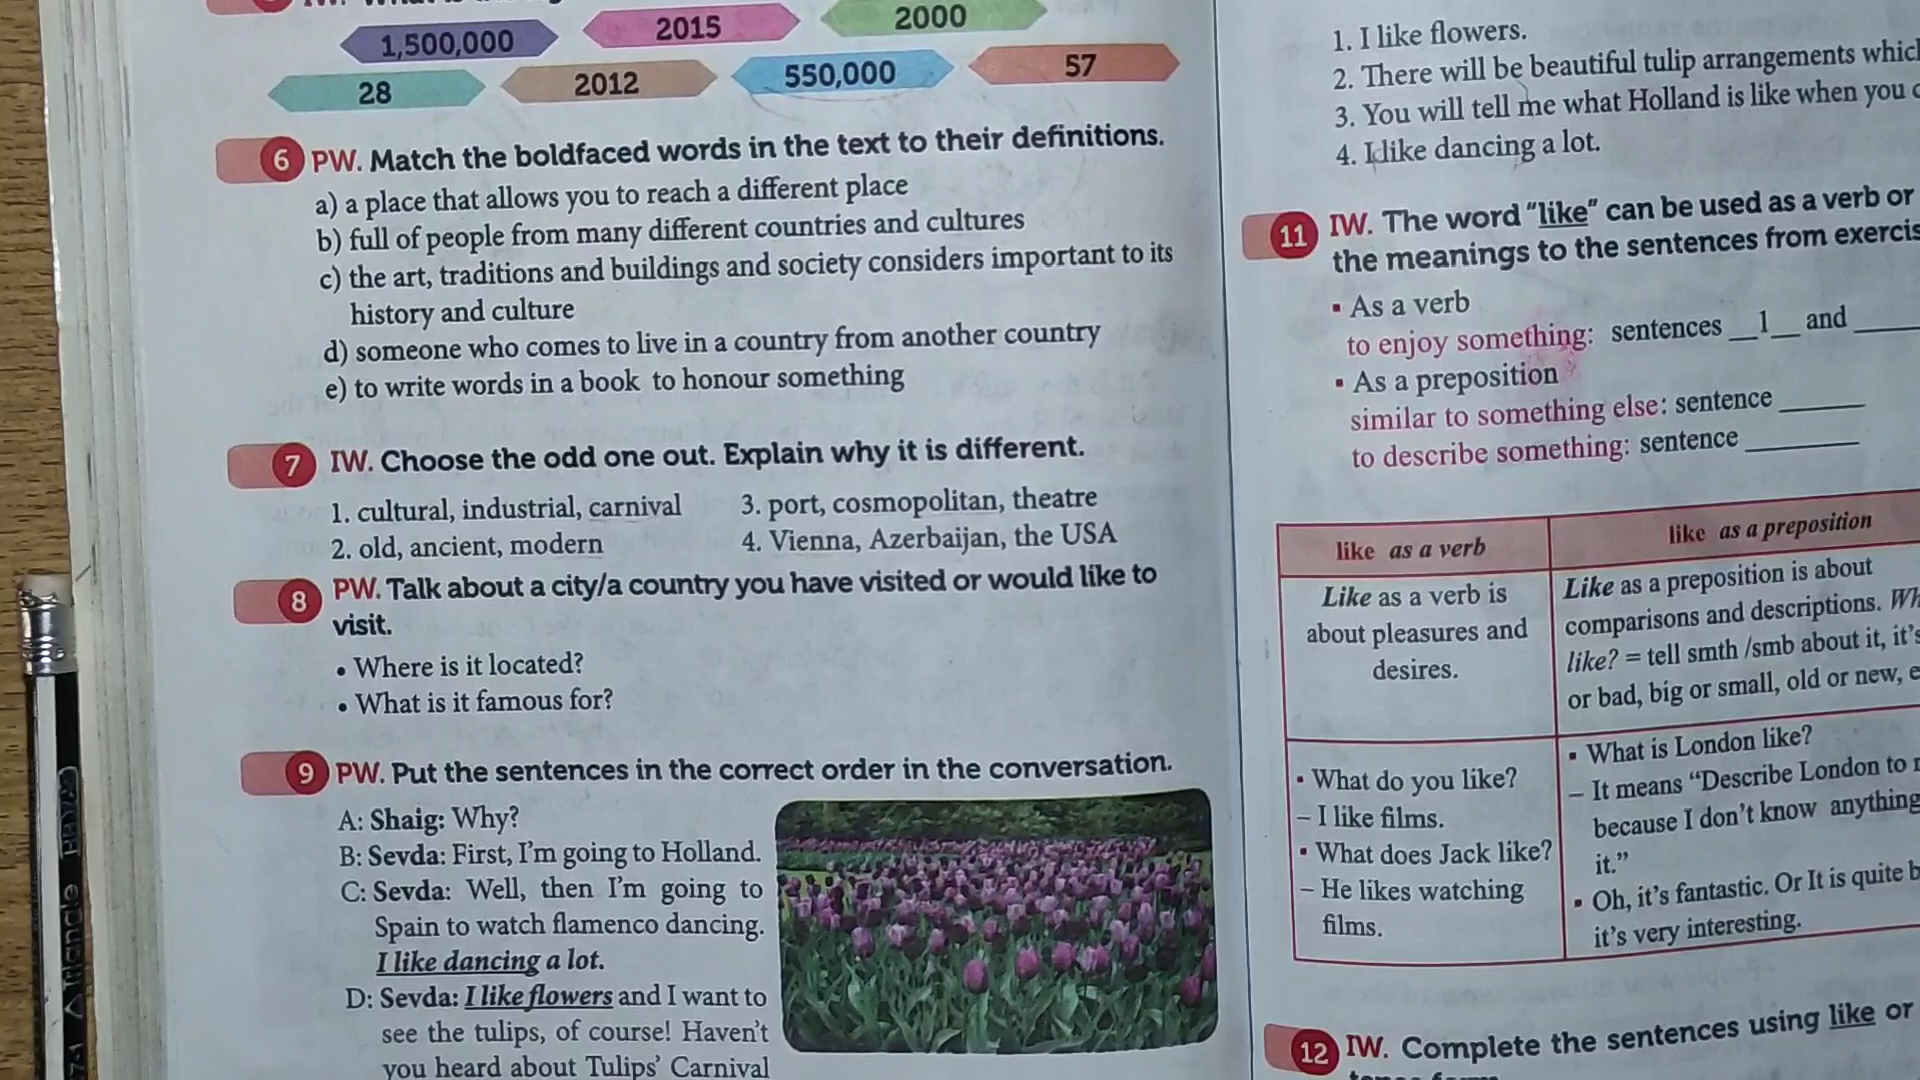 1,500,000
2015
2000
28
2012
550,000
57
6 PW. Match the boldfaced words in the text to their definitions.
a) a place that allows you to reach a different place
b) full of people from many different countries and cultures
c) the art, traditions and buildings and society considers important to its
history and culture
d) someone who comes to live in a country from another country
e) to write words in a book to honour something
7 IW. Choose the odd one out. Explain why it is different.
1. cultural, industrial, carnival
2. old, ancient, modern
3. port, cosmopolitan, theatre
4. Vienna, Azerbaijan, the USA
8 PW. Talk about a city/a country you have visited or would like to
visit.
• Where is it located?
• What is it famous for?
9 PW. Put the sentences in the correct order in the conversation.
A: Shaig: Why?
B: Sevda: First, I'm going to Holland.
C: Sevda: Well, then I'm going to
Spain to watch flamenco dancing.
I like dancing a lot.
D: Sevda: I like flowers and I want to
see the tulips, of course! Haven't
you heard about Tulips' Carnival
1. I like flowers.
2. There will be beautiful tulip arrangements
3. You will tell me what Holland is like when you
4. I like dancing a lot.
11 IW. The word "like" can be used as a verb or
the meanings to the sentences from
▪ As a verb
to enjoy something: sentences __1__ and ____
▪ As a preposition
similar to something else: sentence ______
to describe something: sentence ________
like as a verb
like as a preposition
Like as a verb is
about pleasures and
desires.
Like as a preposition is about
comparisons and descriptions.
like? = tell smth /smb about it, it's
or bad, big or small, old or new,
▪ What do you like?
– I like films.
▪ What does Jack like?
– He likes watching
films.
▪ What is London like?
– It means "Describe London to
because I don't know anything
it."
▪ Oh, it's fantastic. Or It is quite
it's very interesting.
12 IW. Complete the sentences using like or
Atlancle